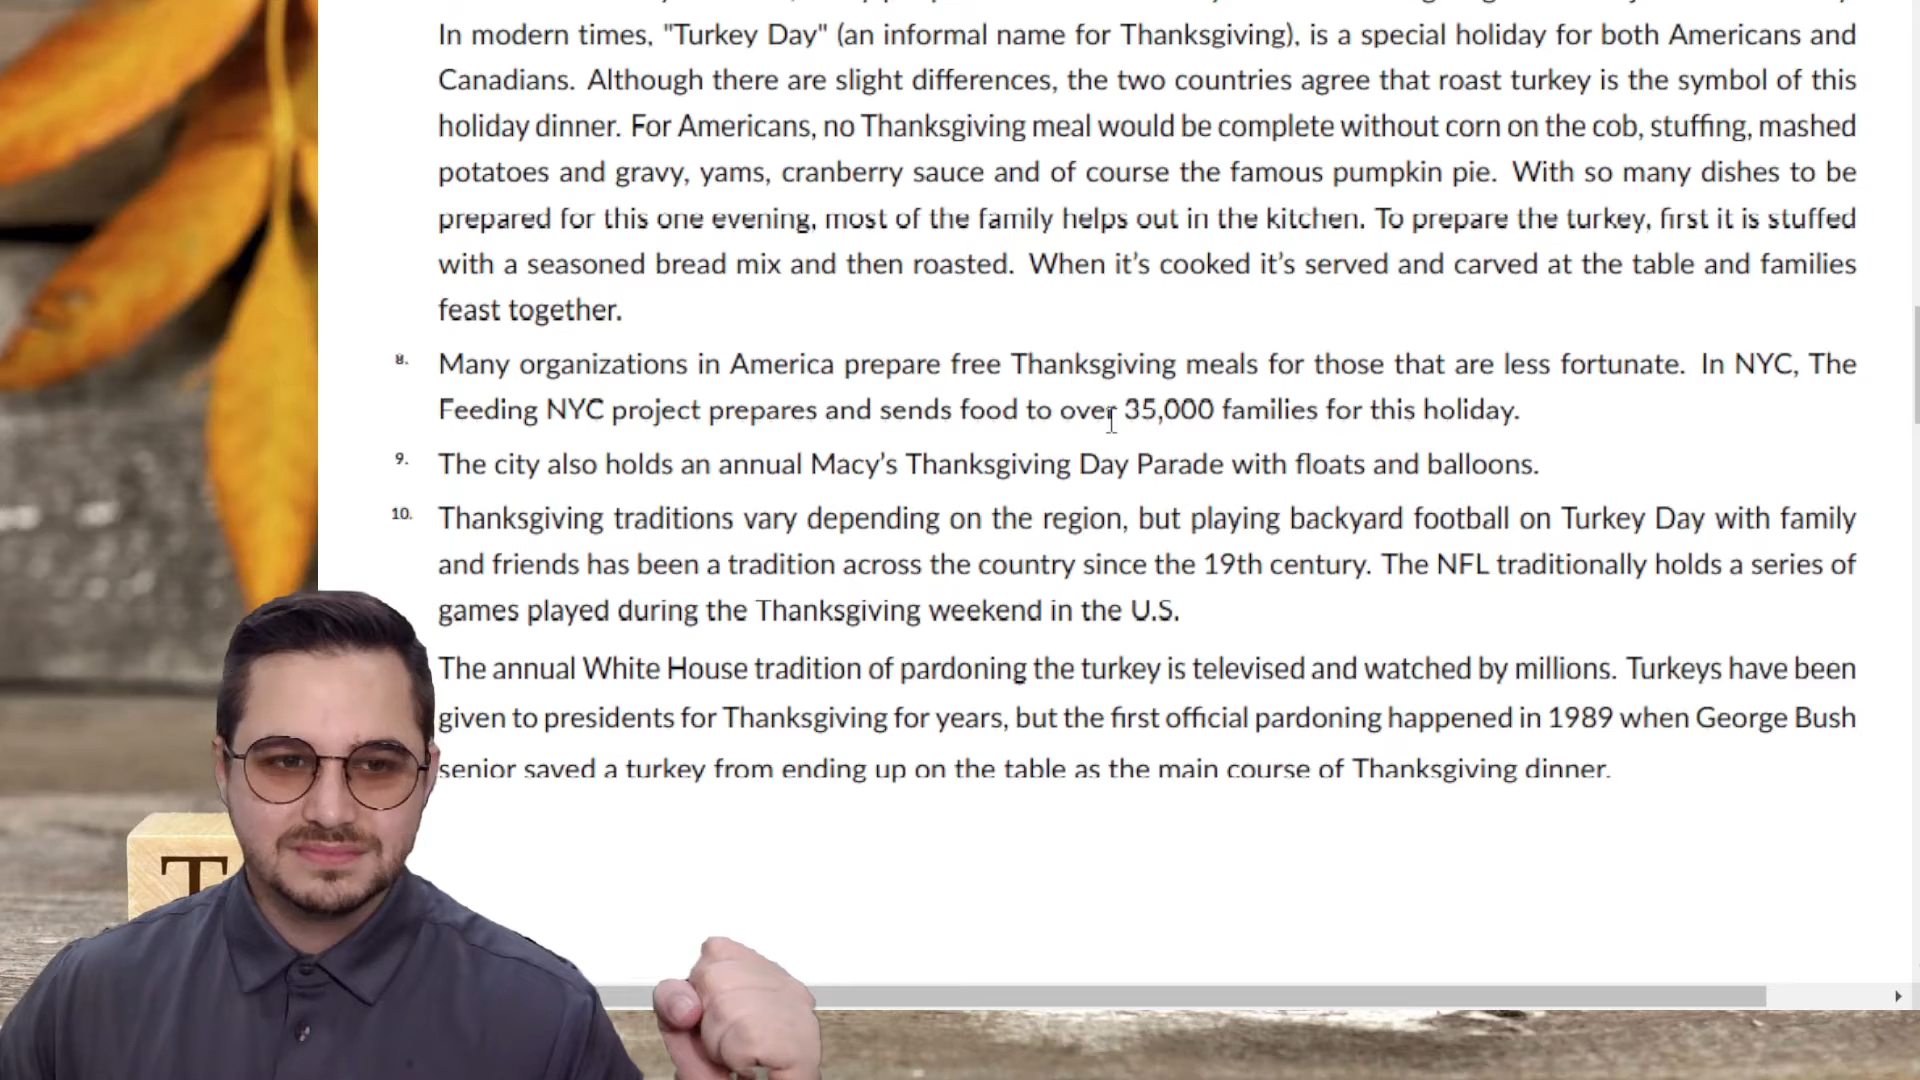 In modern times, "Turkey Day" (an informal name for Thanksgiving), is a special holiday for both Americans and
Canadians. Although there are slight differences, the two countries agree that roast turkey is the symbol of this
holiday dinner. For Americans, no Thanksgiving meal would be complete without corn on the cob, stuffing, mashed
potatoes and gravy, yams, cranberry sauce and of course the famous pumpkin pie. With so many dishes to be
prepared for this one evening, most of the family helps out in the kitchen. To prepare the turkey, first it is stuffed
with a seasoned bread mix and then roasted. When it’s cooked it’s served and carved at the table and families
feast together.
8. Many organizations in America prepare free Thanksgiving meals for those that are less fortunate. In NYC, The
Feeding NYC project prepares and sends food to over 35,000 families for this holiday.
9. The city also holds an annual Macy’s Thanksgiving Day Parade with floats and balloons.
10. Thanksgiving traditions vary depending on the region, but playing backyard football on Turkey Day with family
and friends has been a tradition across the country since the 19th century. The NFL traditionally holds a series of
games played during the Thanksgiving weekend in the U.S.
The annual White House tradition of pardoning the turkey is televised and watched by millions. Turkeys have been
given to presidents for Thanksgiving for years, but the first official pardoning happened in 1989 when George Bush
senior saved a turkey from ending up on the table as the main course of Thanksgiving dinner.
T